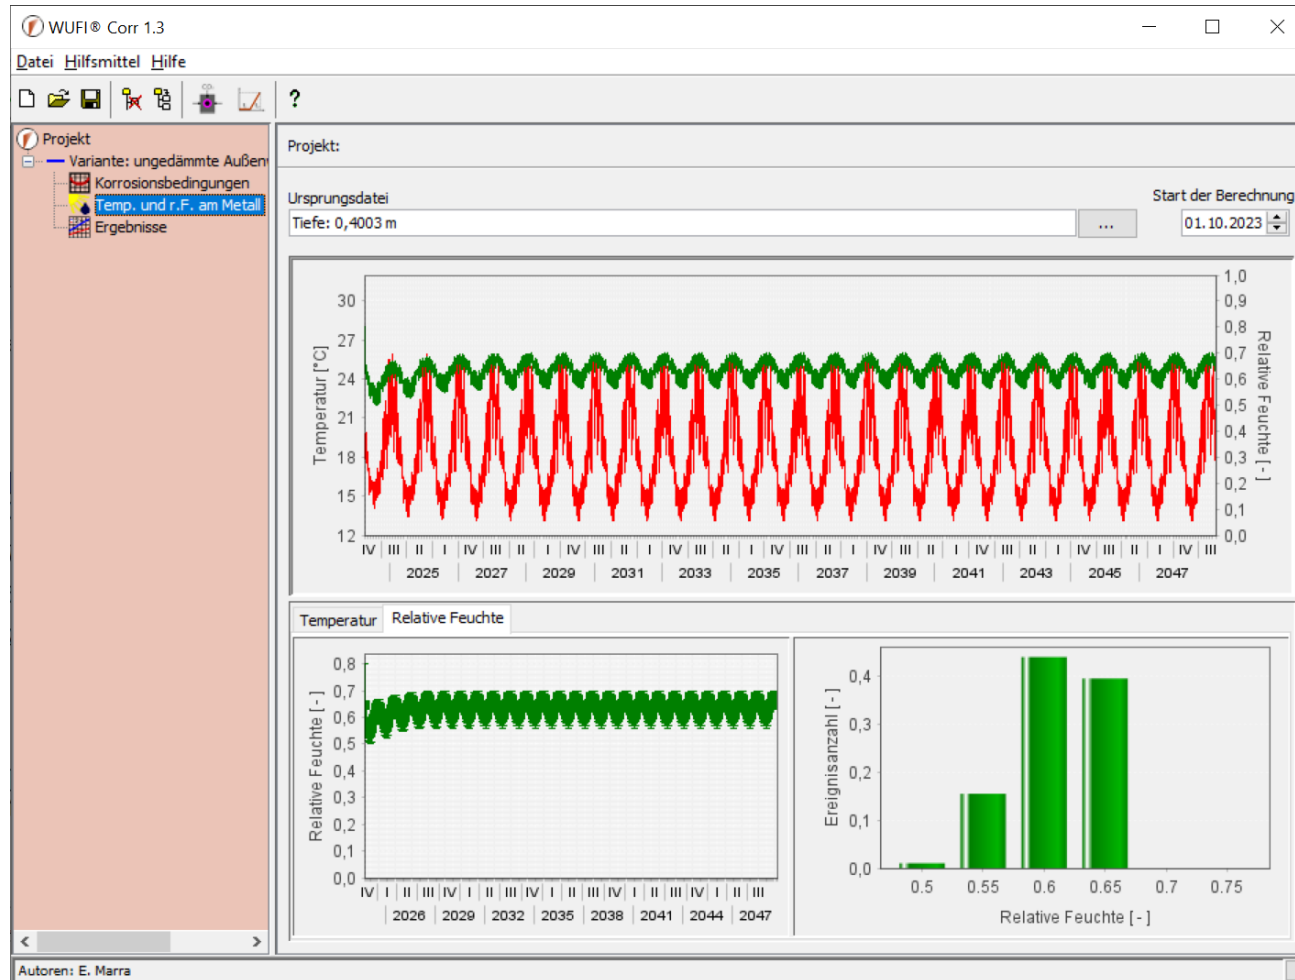 WUFI® Corr 1.3
Datei Hilfsmittel Hilfe
?
Projekt
Variante: ungedämmte Außen
Korrosionsbedingungen
Temp. und r.F. am Metall
Ergebnisse
Projekt:
Ursprungsdatei
Start der Berechnung
Tiefe: 0,4003 m
...
01.10.2023
Temperatur [°C]
30
27
24
21
18
15
12
1,0
0,9
0,8
0,7
0,6
0,5
0,4
0,3
0,2
0,1
0,0
Relative Feuchte [-]
IV III II I IV III II I IV III II I IV III II I IV III II I IV III II I IV III II I IV III II I IV III
2025 2027 2029 2031 2033 2035 2037 2039 2041 2043 2045 2047
Temperatur Relative Feuchte
Relative Feuchte [-]
0,8
0,7
0,6
0,5
0,4
0,3
0,2
0,1
0,0
IV I II III IV I II III IV I II III IV I II III IV I II III
2026 2029 2032 2035 2038 2041 2044 2047
Ereignisanzahl [-]
0,4
0,3
0,2
0,1
0,0
0.5 0.55 0.6 0.65 0.7 0.75
Relative Feuchte [-]
Autoren: E. Marra